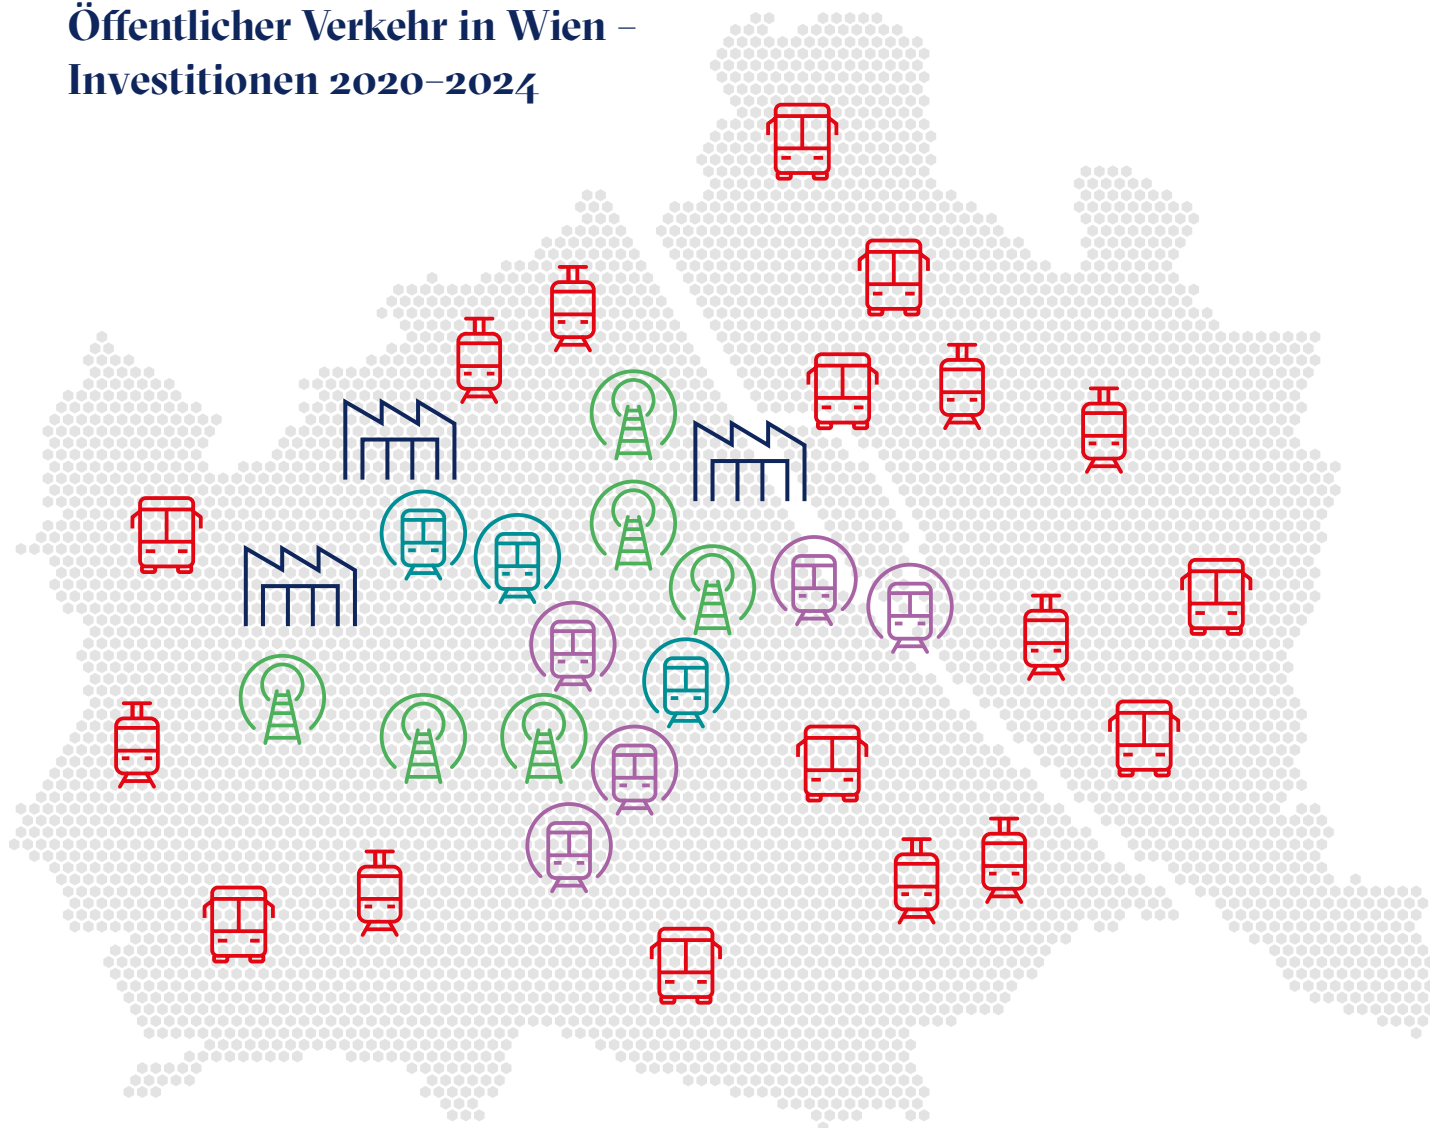 Öffentlicher Verkehr in Wien –
Investitionen 2020–2024